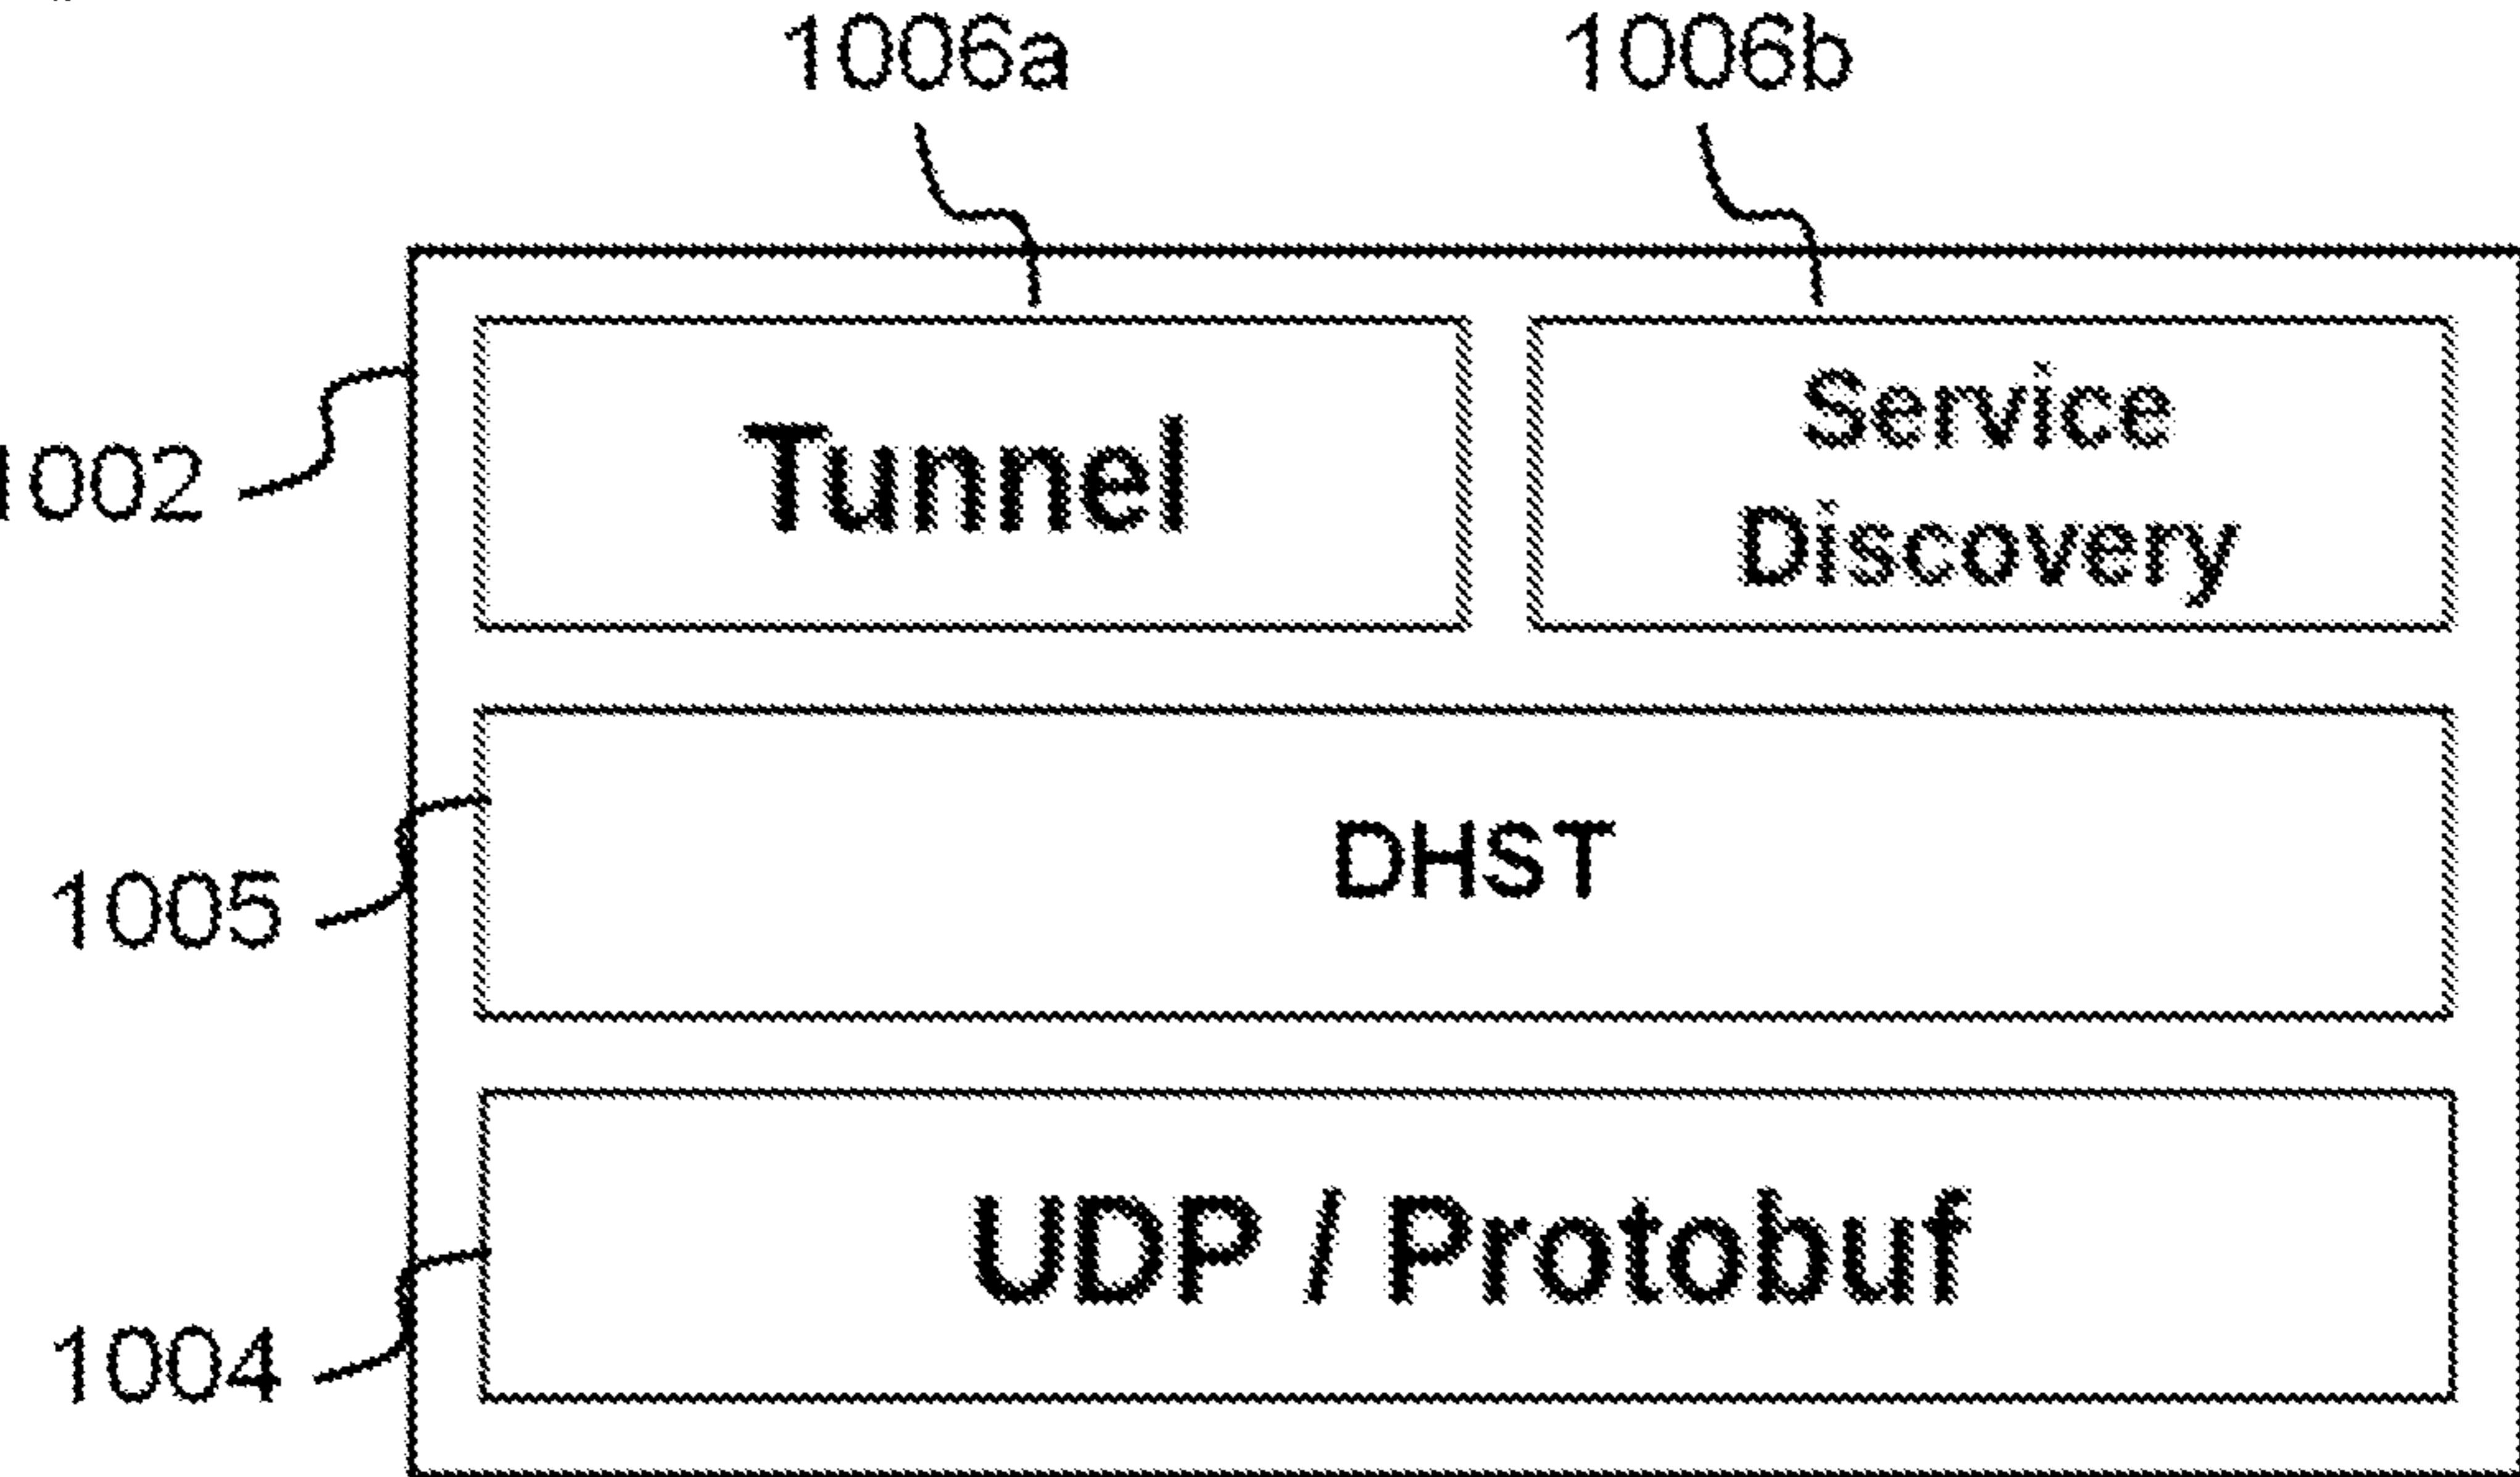 1006a
1006b
1002
Tunnel
Service
Discovery
1005
DHST
1004
UDP / Protobuf